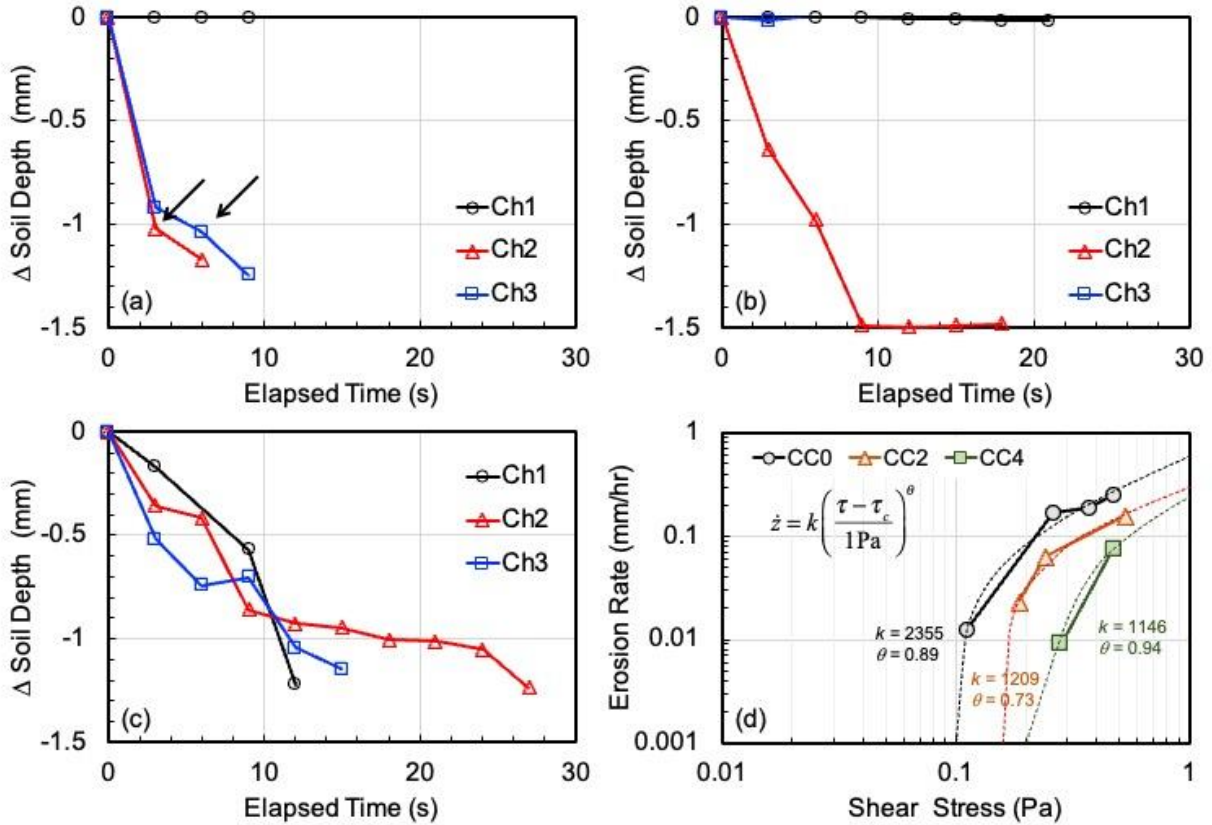 0
-0.5
-1
-1.5
Δ Soil Depth (mm)
Ch1
Ch2
Ch3
(a)
0 10 20 30
Elapsed Time (s)
0
-0.5
-1
-1.5
Δ Soil Depth (mm)
Ch1
Ch2
Ch3
(b)
0 10 20 30
Elapsed Time (s)
0
-0.5
-1
-1.5
Δ Soil Depth (mm)
Ch1
Ch2
Ch3
(c)
0 10 20 30
Elapsed Time (s)
1
0.1
0.01
0.001
Erosion Rate (mm/hr)
CC0 CC2 CC4
ż = k((τ − τc)/1Pa)^θ
k = 2355
θ = 0.89
k = 1209
θ = 0.73
k = 1146
θ = 0.94
(d)
0.01 0.1 1
Shear Stress (Pa)